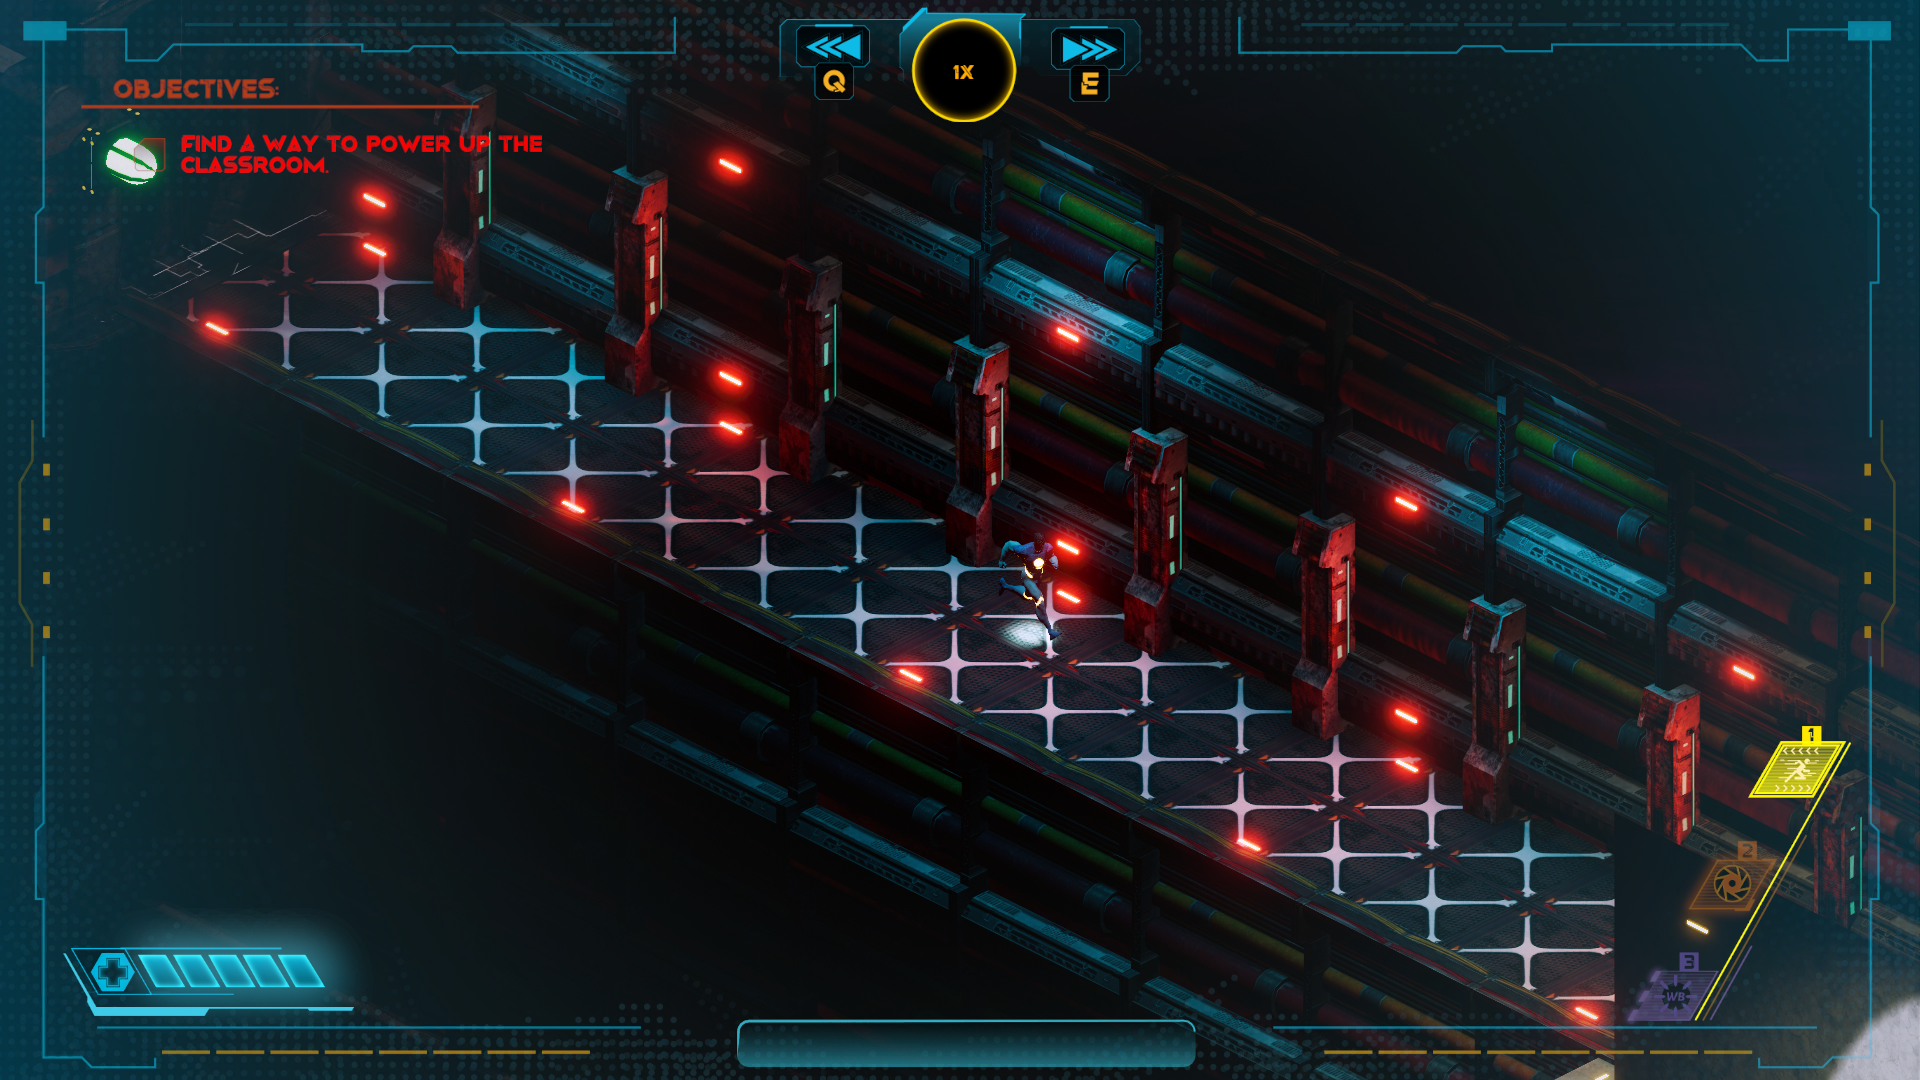 OBJECTIVES:
FIND A WAY TO POWER UP THE
CLASSROOM.
Q
1X
E
1
2
3
WB